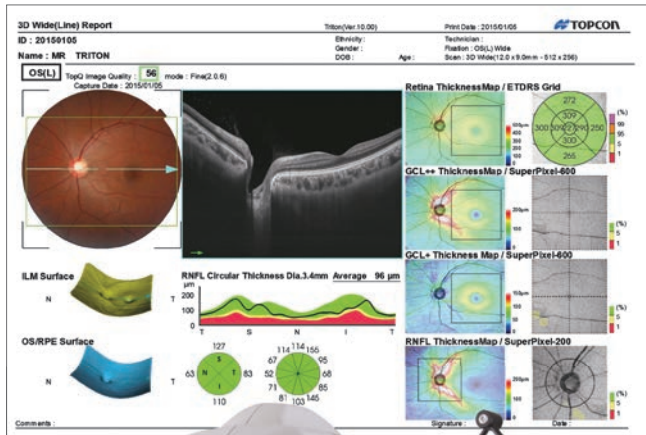 3D Wide(Line) Report
Triton(Ver.10.00)
Print Date : 2015/01/05
TOPCON
ID : 20150105
Ethnicity :
Technician :
Gender :
Fixation : OS(L) Wide
Name : MR TRITON
DOB :
Age :
Scan : 3D Wide(12.0 x 9.0mm - 512 x 256)
OS(L)
TopQ Image Quality : 56
mode : Fine(2.0.6)
Capture Date : 2015/01/05
Retina ThicknessMap / ETDRS Grid
272
309
300 309 290 250
300
265
(%)
99
95
5
1
GCL++ ThicknessMap / SuperPixel-600
(%)
5
1
GCL+ Thickness Map / SuperPixel-600
(%)
5
1
RNFL ThicknessMap / SuperPixel-200
(%)
5
1
ILM Surface
N
T
RNFL Circular Thickness Dia.3.4mm
Average 96 µm
µm
200
100
0
T S N I T
OS/RPE Surface
N
T
127
63
S
N T
I
83
110
114 114 155
67 95
52 68
71 85
81 103 145
Comments :
Signature :
Date :